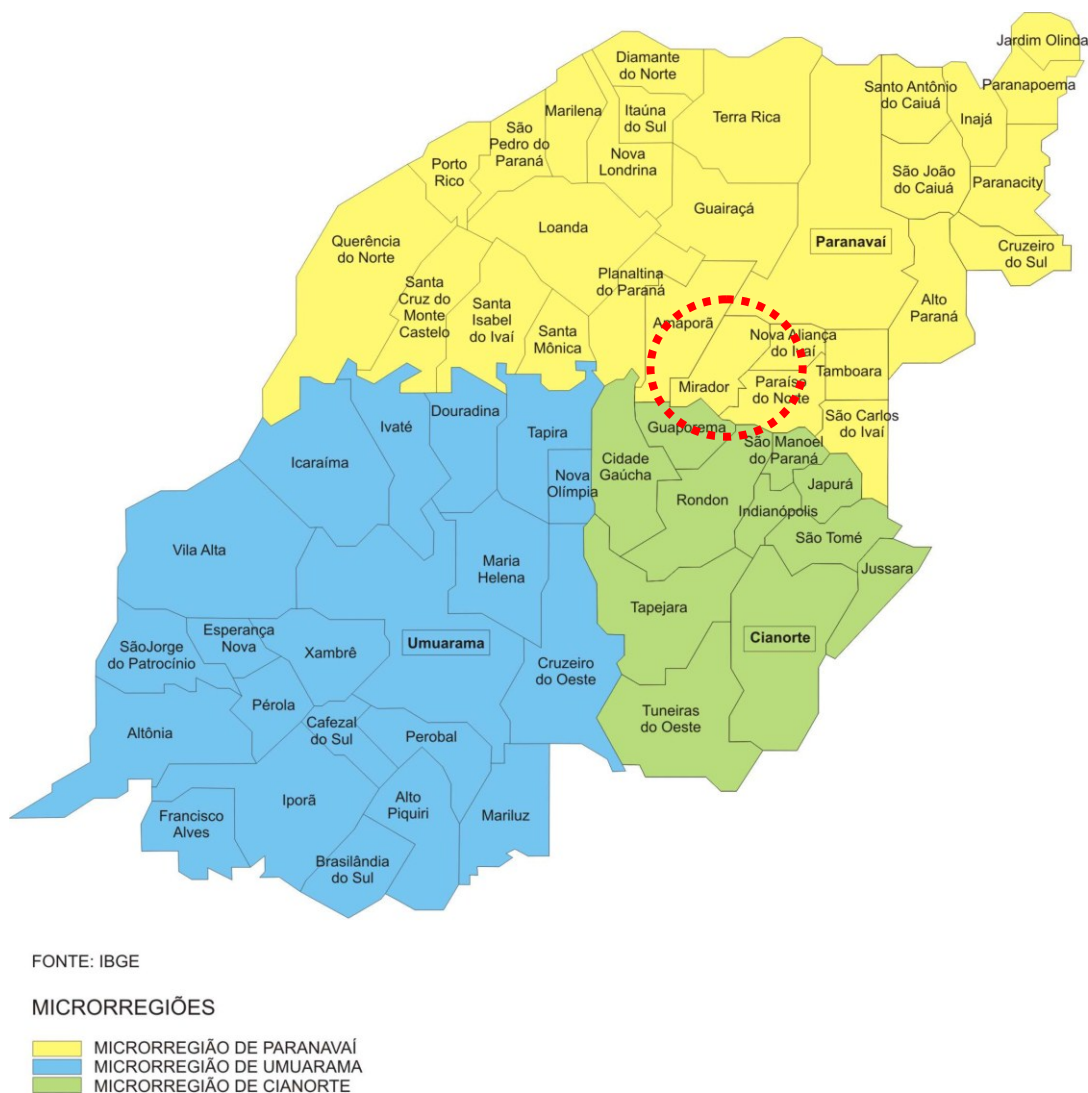 Jardim Olinda
Diamante
do Norte
Paranapoema
Santo Antônio
do Caiuá
Marilena
Itaúna
do Sul
Terra Rica
Inajá
São
Pedro do
Paraná
Nova
Londrina
Porto
Rico
São João
do Caiuá
Paranacity
Guairaçá
Loanda
Paranavaí
Querência
do Norte
Cruzeiro
do Sul
Planaltina
do Paraná
Santa
Cruz do
Monte
Castelo
Santa
Isabel
do Ivaí
Santa
Mônica
Alto
Paraná
Amaporã
Nova Aliança
do Ivaí
Tamboara
Mirador
Paraíso
do Norte
São Carlos
do Ivaí
Douradina
Ivaté
Tapira
Guaporema
São Manoel
do Paraná
Icaraíma
Cidade
Gaúcha
Nova
Olímpia
Rondon
Japurá
Indianópolis
São Tomé
Vila Alta
Maria
Helena
Jussara
Tapejara
Esperança
Nova
SãoJorge
do Patrocínio
Xambrê
Umuarama
Cianorte
Cruzeiro
do Oeste
Pérola
Tuneiras
do Oeste
Altônia
Cafezal
do Sul
Perobal
Iporã
Alto
Piquiri
Mariluz
Francisco
Alves
Brasilândia
do Sul
FONTE: IBGE
MICRORREGIÕES
MICRORREGIÃO DE PARANAVAÍ
MICRORREGIÃO DE UMUARAMA
MICRORREGIÃO DE CIANORTE